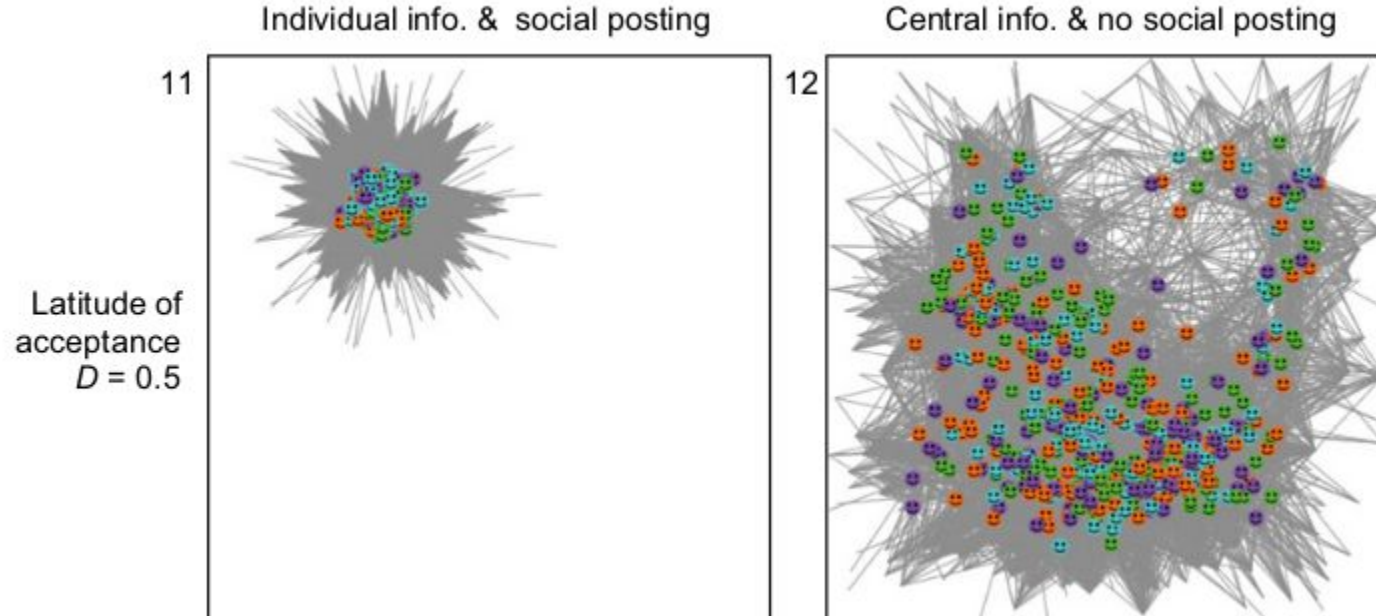 Individual info. & social posting
Central info. & no social posting
11
12
Latitude of
acceptance
D = 0.5